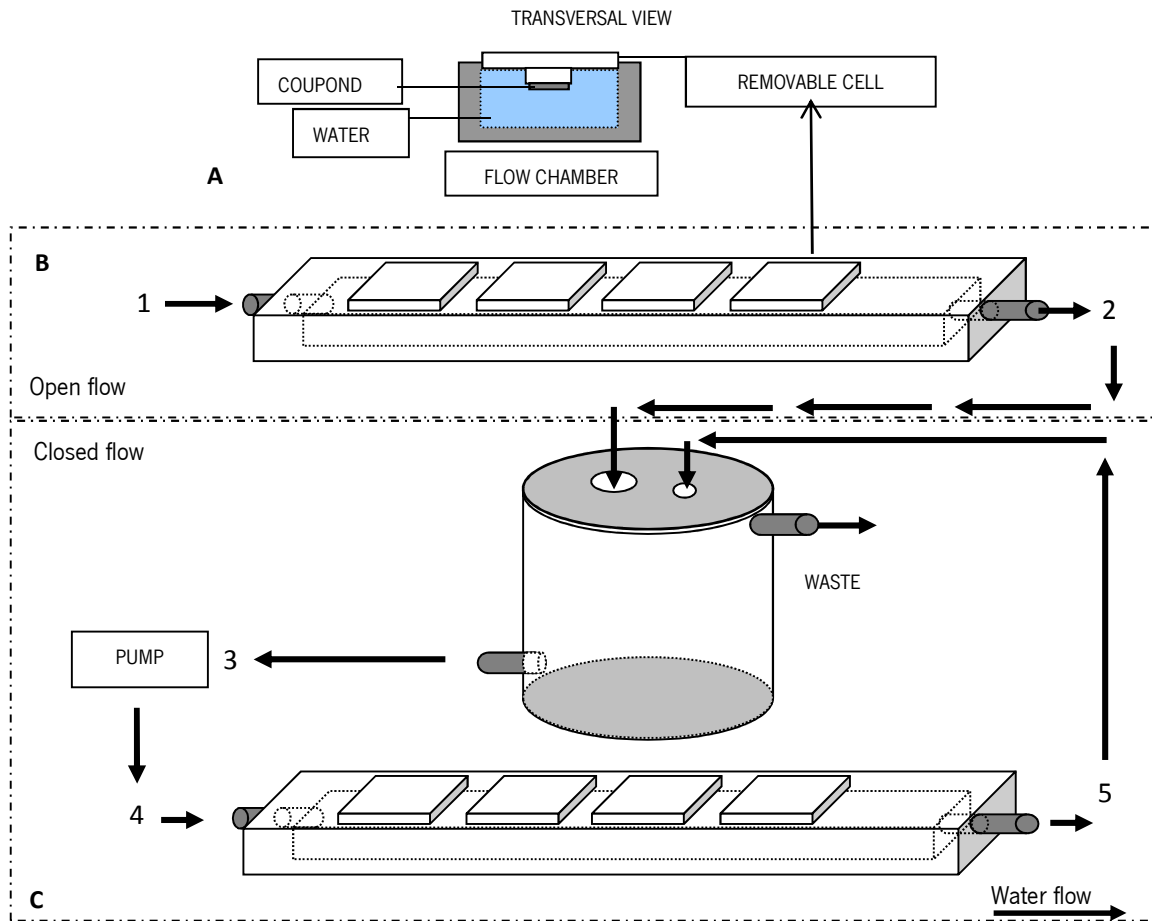 TRANSVERSAL VIEW
COUPOND
REMOVABLE CELL
WATER
FLOW CHAMBER
A
B
1
2
Open flow
Closed flow
WASTE
PUMP
3
4
5
C
Water flow